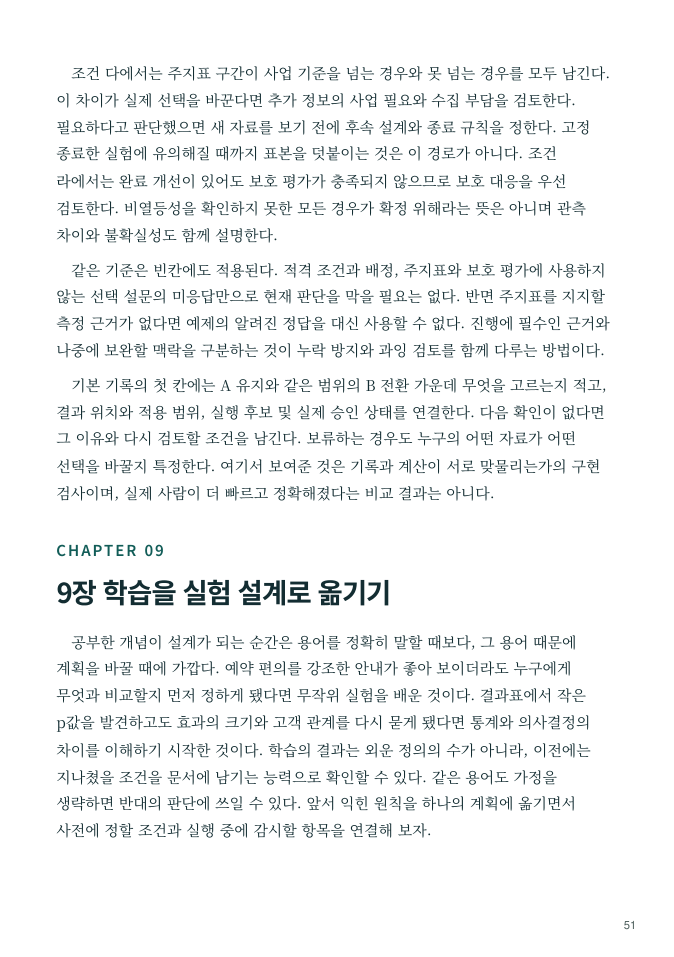 조건 다에서는 주지표 구간이 사업 기준을 넘는 경우와 못 넘는 경우를 모두 남긴다.
이 차이가 실제 선택을 바꾼다면 추가 정보의 사업 필요와 수집 부담을 검토한다.
필요하다고 판단했으면 새 자료를 보기 전에 후속 설계와 종료 규칙을 정한다. 고정
종료한 실험에 유의해질 때까지 표본을 덧붙이는 것은 이 경로가 아니다. 조건
라에서는 완료 개선이 있어도 보호 평가가 충족되지 않으므로 보호 대응을 우선
검토한다. 비열등성을 확인하지 못한 모든 경우가 확정 위해라는 뜻은 아니며 관측
차이와 불확실성도 함께 설명한다.
같은 기준은 빈칸에도 적용된다. 적격 조건과 배정, 주지표와 보호 평가에 사용하지
않는 선택 설문의 미응답만으로 현재 판단을 막을 필요는 없다. 반면 주지표를 지지할
측정 근거가 없다면 예제의 알려진 정답을 대신 사용할 수 없다. 진행에 필수인 근거와
나중에 보완할 맥락을 구분하는 것이 누락 방지와 과잉 검토를 함께 다루는 방법이다.
기본 기록의 첫 칸에는 A 유지와 같은 범위의 B 전환 가운데 무엇을 고르는지 적고,
결과 위치와 적용 범위, 실행 후보 및 실제 승인 상태를 연결한다. 다음 확인이 없다면
그 이유와 다시 검토할 조건을 남긴다. 보류하는 경우도 누구의 어떤 자료가 어떤
선택을 바꿀지 특정한다. 여기서 보여준 것은 기록과 계산이 서로 맞물리는가의 구현
검사이며, 실제 사람이 더 빠르고 정확해졌다는 비교 결과는 아니다.
CHAPTER 09
9장 학습을 실험 설계로 옮기기
공부한 개념이 설계가 되는 순간은 용어를 정확히 말할 때보다, 그 용어 때문에
계획을 바꿀 때에 가깝다. 예약 편의를 강조한 안내가 좋아 보이더라도 누구에게
무엇과 비교할지 먼저 정하게 됐다면 무작위 실험을 배운 것이다. 결과표에서 작은
p값을 발견하고도 효과의 크기와 고객 관계를 다시 묻게 됐다면 통계와 의사결정의
차이를 이해하기 시작한 것이다. 학습의 결과는 외운 정의의 수가 아니라, 이전에는
지나쳤을 조건을 문서에 남기는 능력으로 확인할 수 있다. 같은 용어도 가정을
생략하면 반대의 판단에 쓰일 수 있다. 앞서 익힌 원칙을 하나의 계획에 옮기면서
사전에 정할 조건과 실행 중에 감시할 항목을 연결해 보자.
51